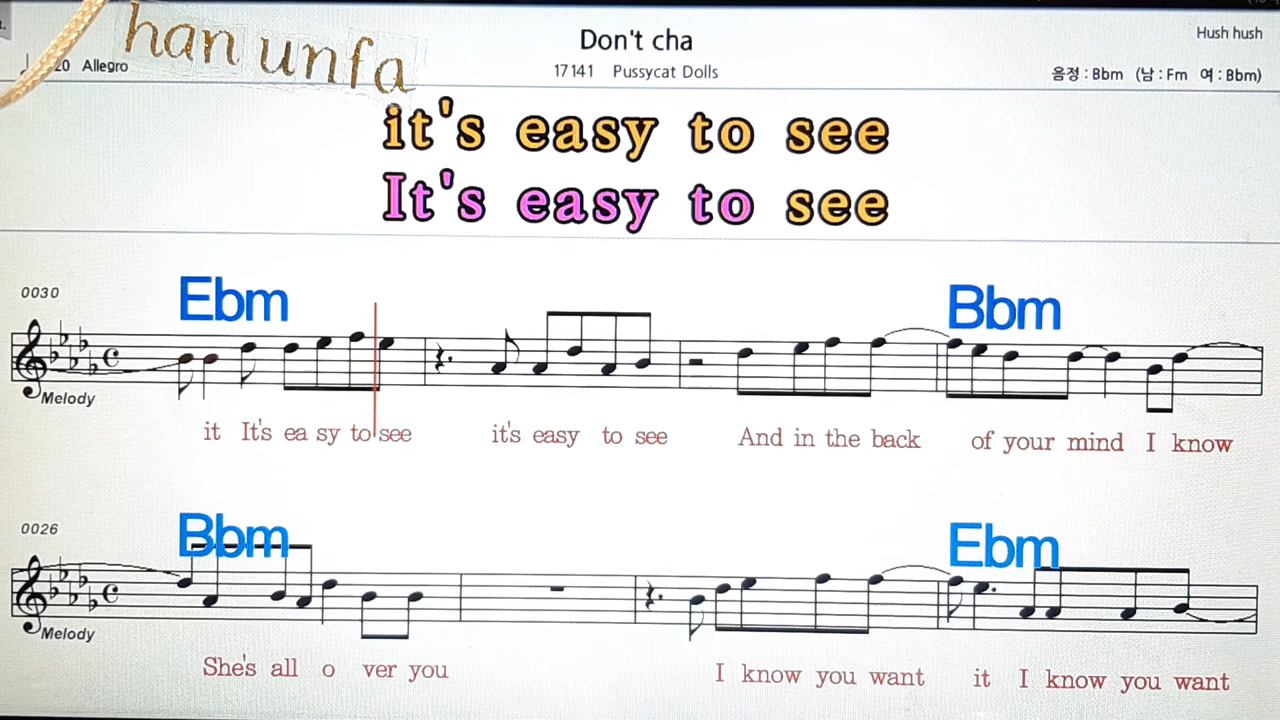 han unfa
Don't cha
Hush hush
20 Allegro
17141 Pussycat Dolls
음정 : Bbm (남 : Fm 여 : Bbm)
it's easy to see
It's easy to see
0030
Ebm
Bbm
Melody
it It's ea sy to see it's easy to see And in the back of your mind I know
0026
Bbm
Ebm
Melody
She's all o ver you I know you want it I know you want